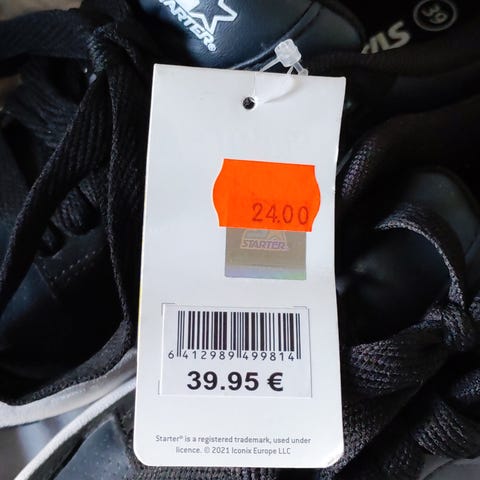 STARTER®
39
24.00
STARTER
6 412989 499814
39.95 €
Starter® is a registered trademark, used under
licence. © 2021 Iconix Europe LLC